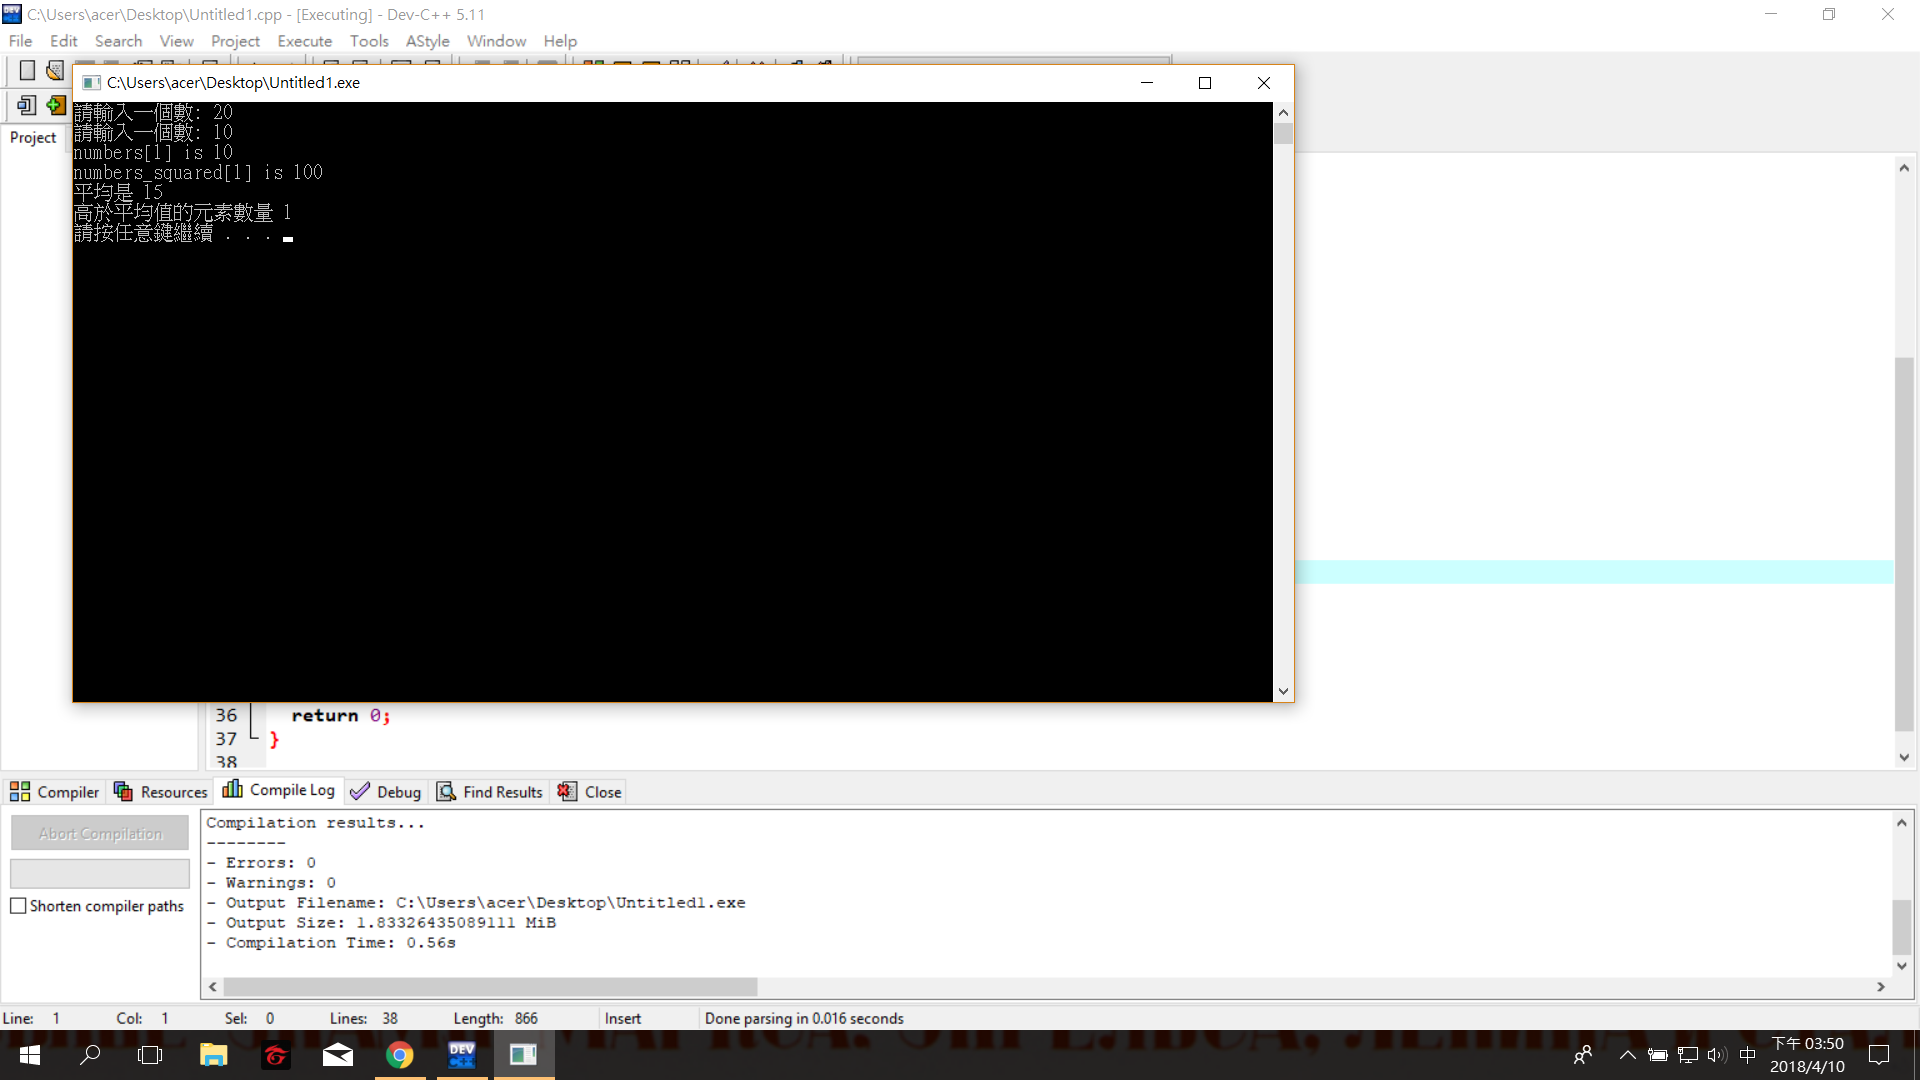 C:\Users\acer\Desktop\Untitled1.cpp - [Executing] - Dev-C++ 5.11
File Edit Search View Project Execute Tools AStyle Window Help
C:\Users\acer\Desktop\Untitled1.exe
Project
請輸入一個數: 20
請輸入一個數: 10
numbers[1] is 10
numbers_squared[1] is 100
平均是 15
高於平均值的元素數量 1
請按任意鍵繼續 . . .
36 return 0;
37 }
38
Compiler Resources Compile Log Debug Find Results Close
Abort Compilation
Shorten compiler paths
Compilation results...
--------
- Errors: 0
- Warnings: 0
- Output Filename: C:\Users\acer\Desktop\Untitled1.exe
- Output Size: 1.83326435089111 MiB
- Compilation Time: 0.56s
Line: 1 Col: 1 Sel: 0 Lines: 38 Length: 866 Insert Done parsing in 0.016 seconds
DEV C++
中
下午 03:50
2018/4/10